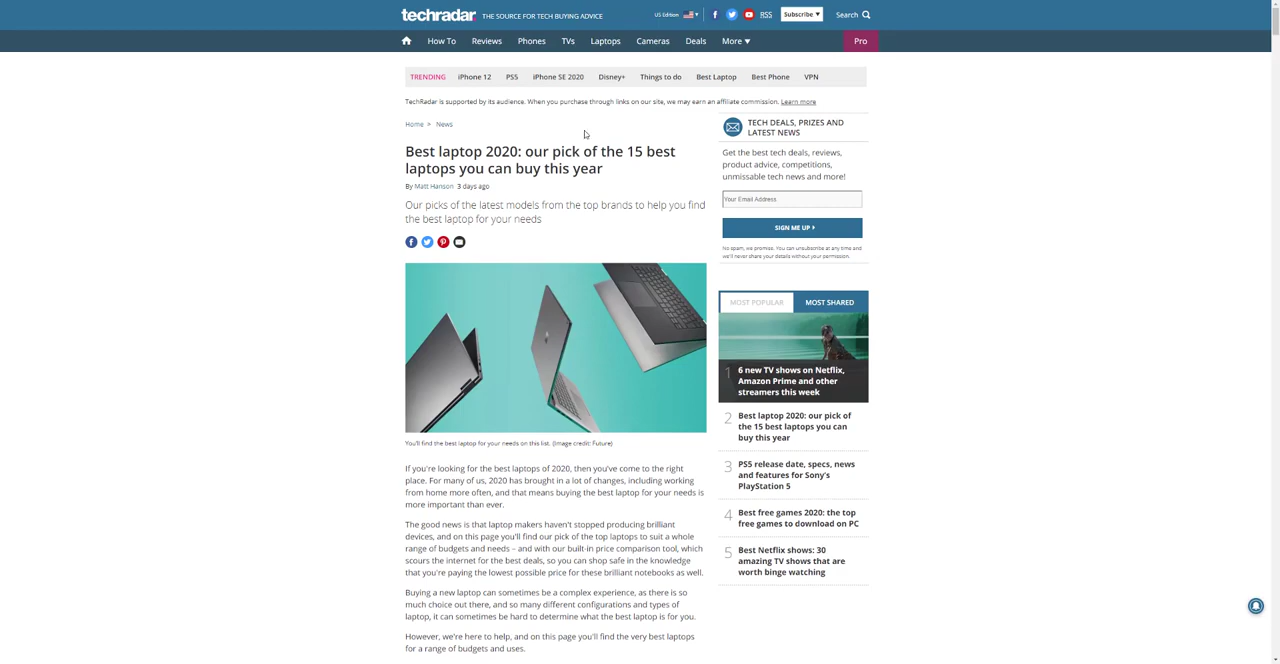 techradar. THE SOURCE FOR TECH BUYING ADVICE
US Edition RSS Subscribe Search
How To Reviews Phones TVs Laptops Cameras Deals More Pro
TRENDING iPhone 12 PS5 iPhone SE 2020 Disney+ Things to do Best Laptop Best Phone VPN
TechRadar is supported by its audience. When you purchase through links on our site, we may earn an affiliate commission. Learn more
Home > News
Best laptop 2020: our pick of the 15 best
laptops you can buy this year
By Matt Hanson 3 days ago
Our picks of the latest models from the top brands to help you find
the best laptop for your needs
You'll find the best laptop for your needs on this list. (Image credit: Future)
If you're looking for the best laptops of 2020, then you've come to the right
place. For many of us, 2020 has brought in a lot of changes, including working
from home more often, and that means buying the best laptop for your needs is
more important than ever.
The good news is that laptop makers haven't stopped producing brilliant
devices, and on this page you'll find our pick of the top laptops to suit a whole
range of budgets and needs – and with our built-in price comparison tool, which
scours the internet for the best deals, so you can shop safe in the knowledge
that you're paying the lowest possible price for these brilliant notebooks as well.
Buying a new laptop can sometimes be a complex experience, as there is so
much choice out there, and so many different configurations and types of
laptop, it can sometimes be hard to determine what the best laptop is for you.
However, we're here to help, and on this page you'll find the very best laptops
for a range of budgets and uses.
TECH DEALS, PRIZES AND
LATEST NEWS
Get the best tech deals, reviews,
product advice, competitions,
unmissable tech news and more!
Your Email Address
SIGN ME UP
No spam, we promise. You can unsubscribe at any time and
we'll never share your details without your permission.
MOST POPULAR MOST SHARED
1 6 new TV shows on Netflix,
Amazon Prime and other
streamers this week
2 Best laptop 2020: our pick of
the 15 best laptops you can
buy this year
3 PS5 release date, specs, news
and features for Sony's
PlayStation 5
4 Best free games 2020: the top
free games to download on PC
5 Best Netflix shows: 30
amazing TV shows that are
worth binge watching